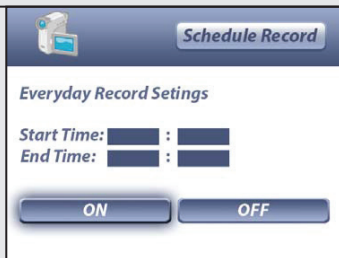 Schedule Record
Everyday Record Setings
Start Time: :
End Time: :
ON OFF